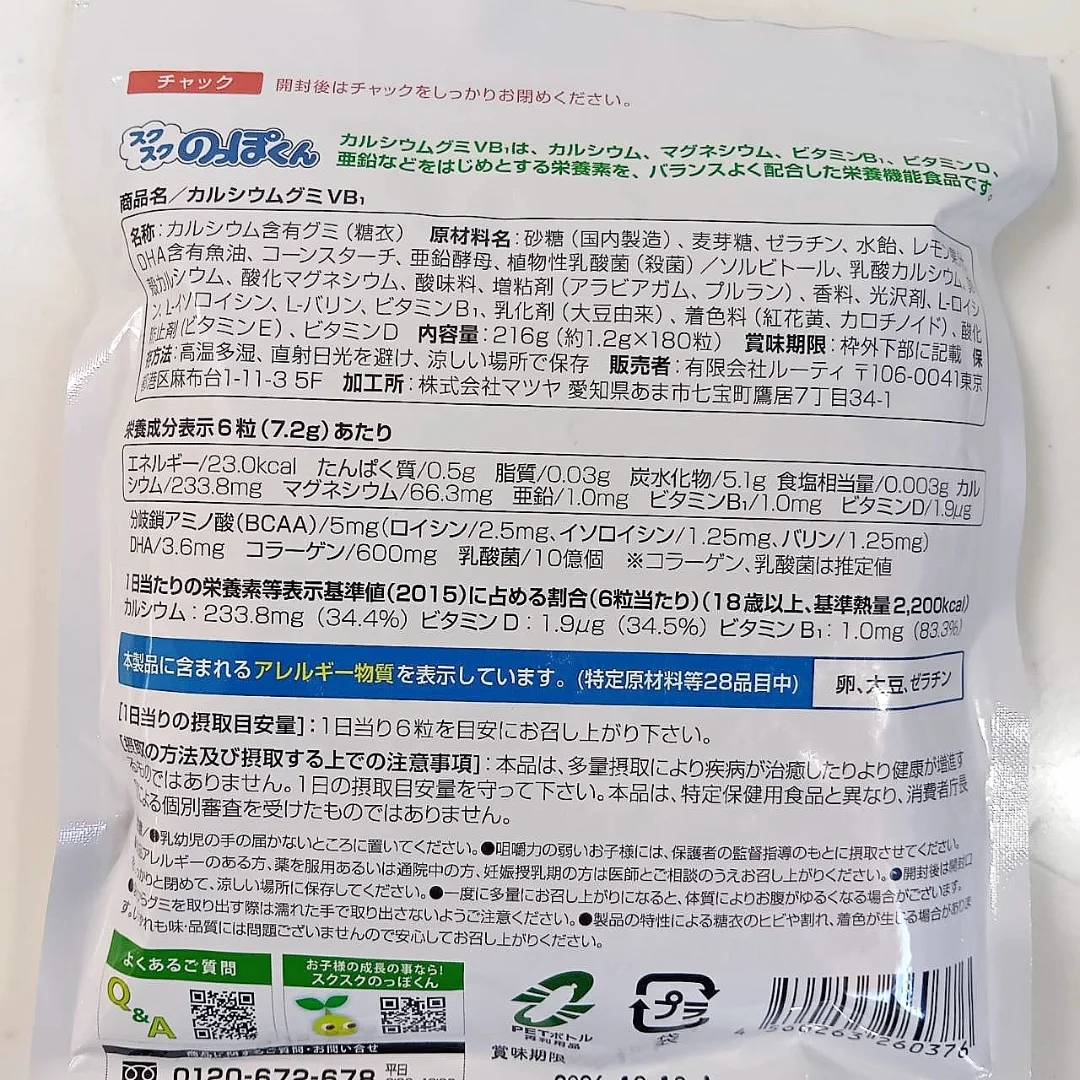 チャック 開封後はチャックをしっかりお閉めください。
スクスクのっぽくん
カルシウムグミVB₁は、カルシウム、マグネシウム、ビタミンB₁、ビタミンD、
亜鉛などをはじめとする栄養素を、バランスよく配合した栄養機能食品です。
商品名/カルシウムグミVB₁
名称:カルシウム含有グミ(糖衣) 原材料名:砂糖(国内製造)、麦芽糖、ゼラチン、水飴、レモン
DHA含有魚油、コーンスターチ、亜鉛酵母、植物性乳酸菌(殺菌)/ソルビトール、乳酸カルシウム、
酸カルシウム、酸化マグネシウム、酸味料、増粘剤(アラビアガム、プルラン)、香料、光沢剤、L-ロイシ
ン、L-イソロイシン、L-バリン、ビタミンB₁、乳化剤(大豆由来)、着色料(紅花黄、カロチノイド)、酸化
防止剤(ビタミンE)、ビタミンD 内容量:216g(約1.2g×180粒) 賞味期限:枠外下部に記載 保
存方法:高温多湿、直射日光を避け、涼しい場所で保存 販売者:有限会社ルーティ 〒106-0041東京
都港区麻布台1-11-3 5F 加工所:株式会社マツヤ 愛知県あま市七宝町鷹居7丁目34-1
栄養成分表示6粒(7.2g)あたり
エネルギー/23.0kcal たんぱく質/0.5g 脂質/0.03g 炭水化物/5.1g 食塩相当量/0.003g カル
シウム/233.8mg マグネシウム/66.3mg 亜鉛/1.0mg ビタミンB₁/1.0mg ビタミンD/1.9μg
分岐鎖アミノ酸(BCAA)/5mg(ロイシン/2.5mg、イソロイシン/1.25mg、バリン/1.25mg)
DHA/3.6mg コラーゲン/600mg 乳酸菌/10億個 ※コラーゲン、乳酸菌は推定値
1日当たりの栄養素等表示基準値(2015)に占める割合(6粒当たり)(18歳以上、基準熱量2,200kcal)
カルシウム:233.8mg(34.4%)ビタミンD:1.9μg(34.5%)ビタミンB₁:1.0mg(83.3%)
本製品に含まれるアレルギー物質を表示しています。(特定原材料等28品目中) 卵、大豆、ゼラチン
[1日当りの摂取目安量]:1日当り6粒を目安にお召し上がり下さい。
[摂取の方法及び摂取する上での注意事項]:本品は、多量摂取により疾病が治癒したりより健康が増進す
るものではありません。1日の摂取目安量を守って下さい。本品は、特定保健用食品と異なり、消費者庁長
による個別審査を受けたものではありません。
❶乳幼児の手の届かないところに置いてください。●咀嚼力の弱いお子様には、保護者の監督指導のもとに摂取させてください。
アレルギーのある方、薬を服用あるいは通院中の方、妊娠授乳期の方は医師とご相談のうえお召し上がりください。●開封後は開封口
をしっかりと閉めて、涼しい場所に保存してください。●一度に多量にお召し上がりになると、体質によりお腹がゆるくなる場合がございます。
からグミを取り出す際は濡れた手で取り出さないようご注意ください。●製品の特性による糖衣のヒビや割れ、着色が生じる場合がありま
す。いずれも味・品質には問題ございませんので安心してお召し上がりください。
よくあるご質問
Q&A
お子様の成長の事なら!
スクスクのっぽくん
PETボトル
再利用品
プラ
袋
4 560263 260376
賞味期限
商品に関するご質問・お問い合せ
0120-672-678 平日